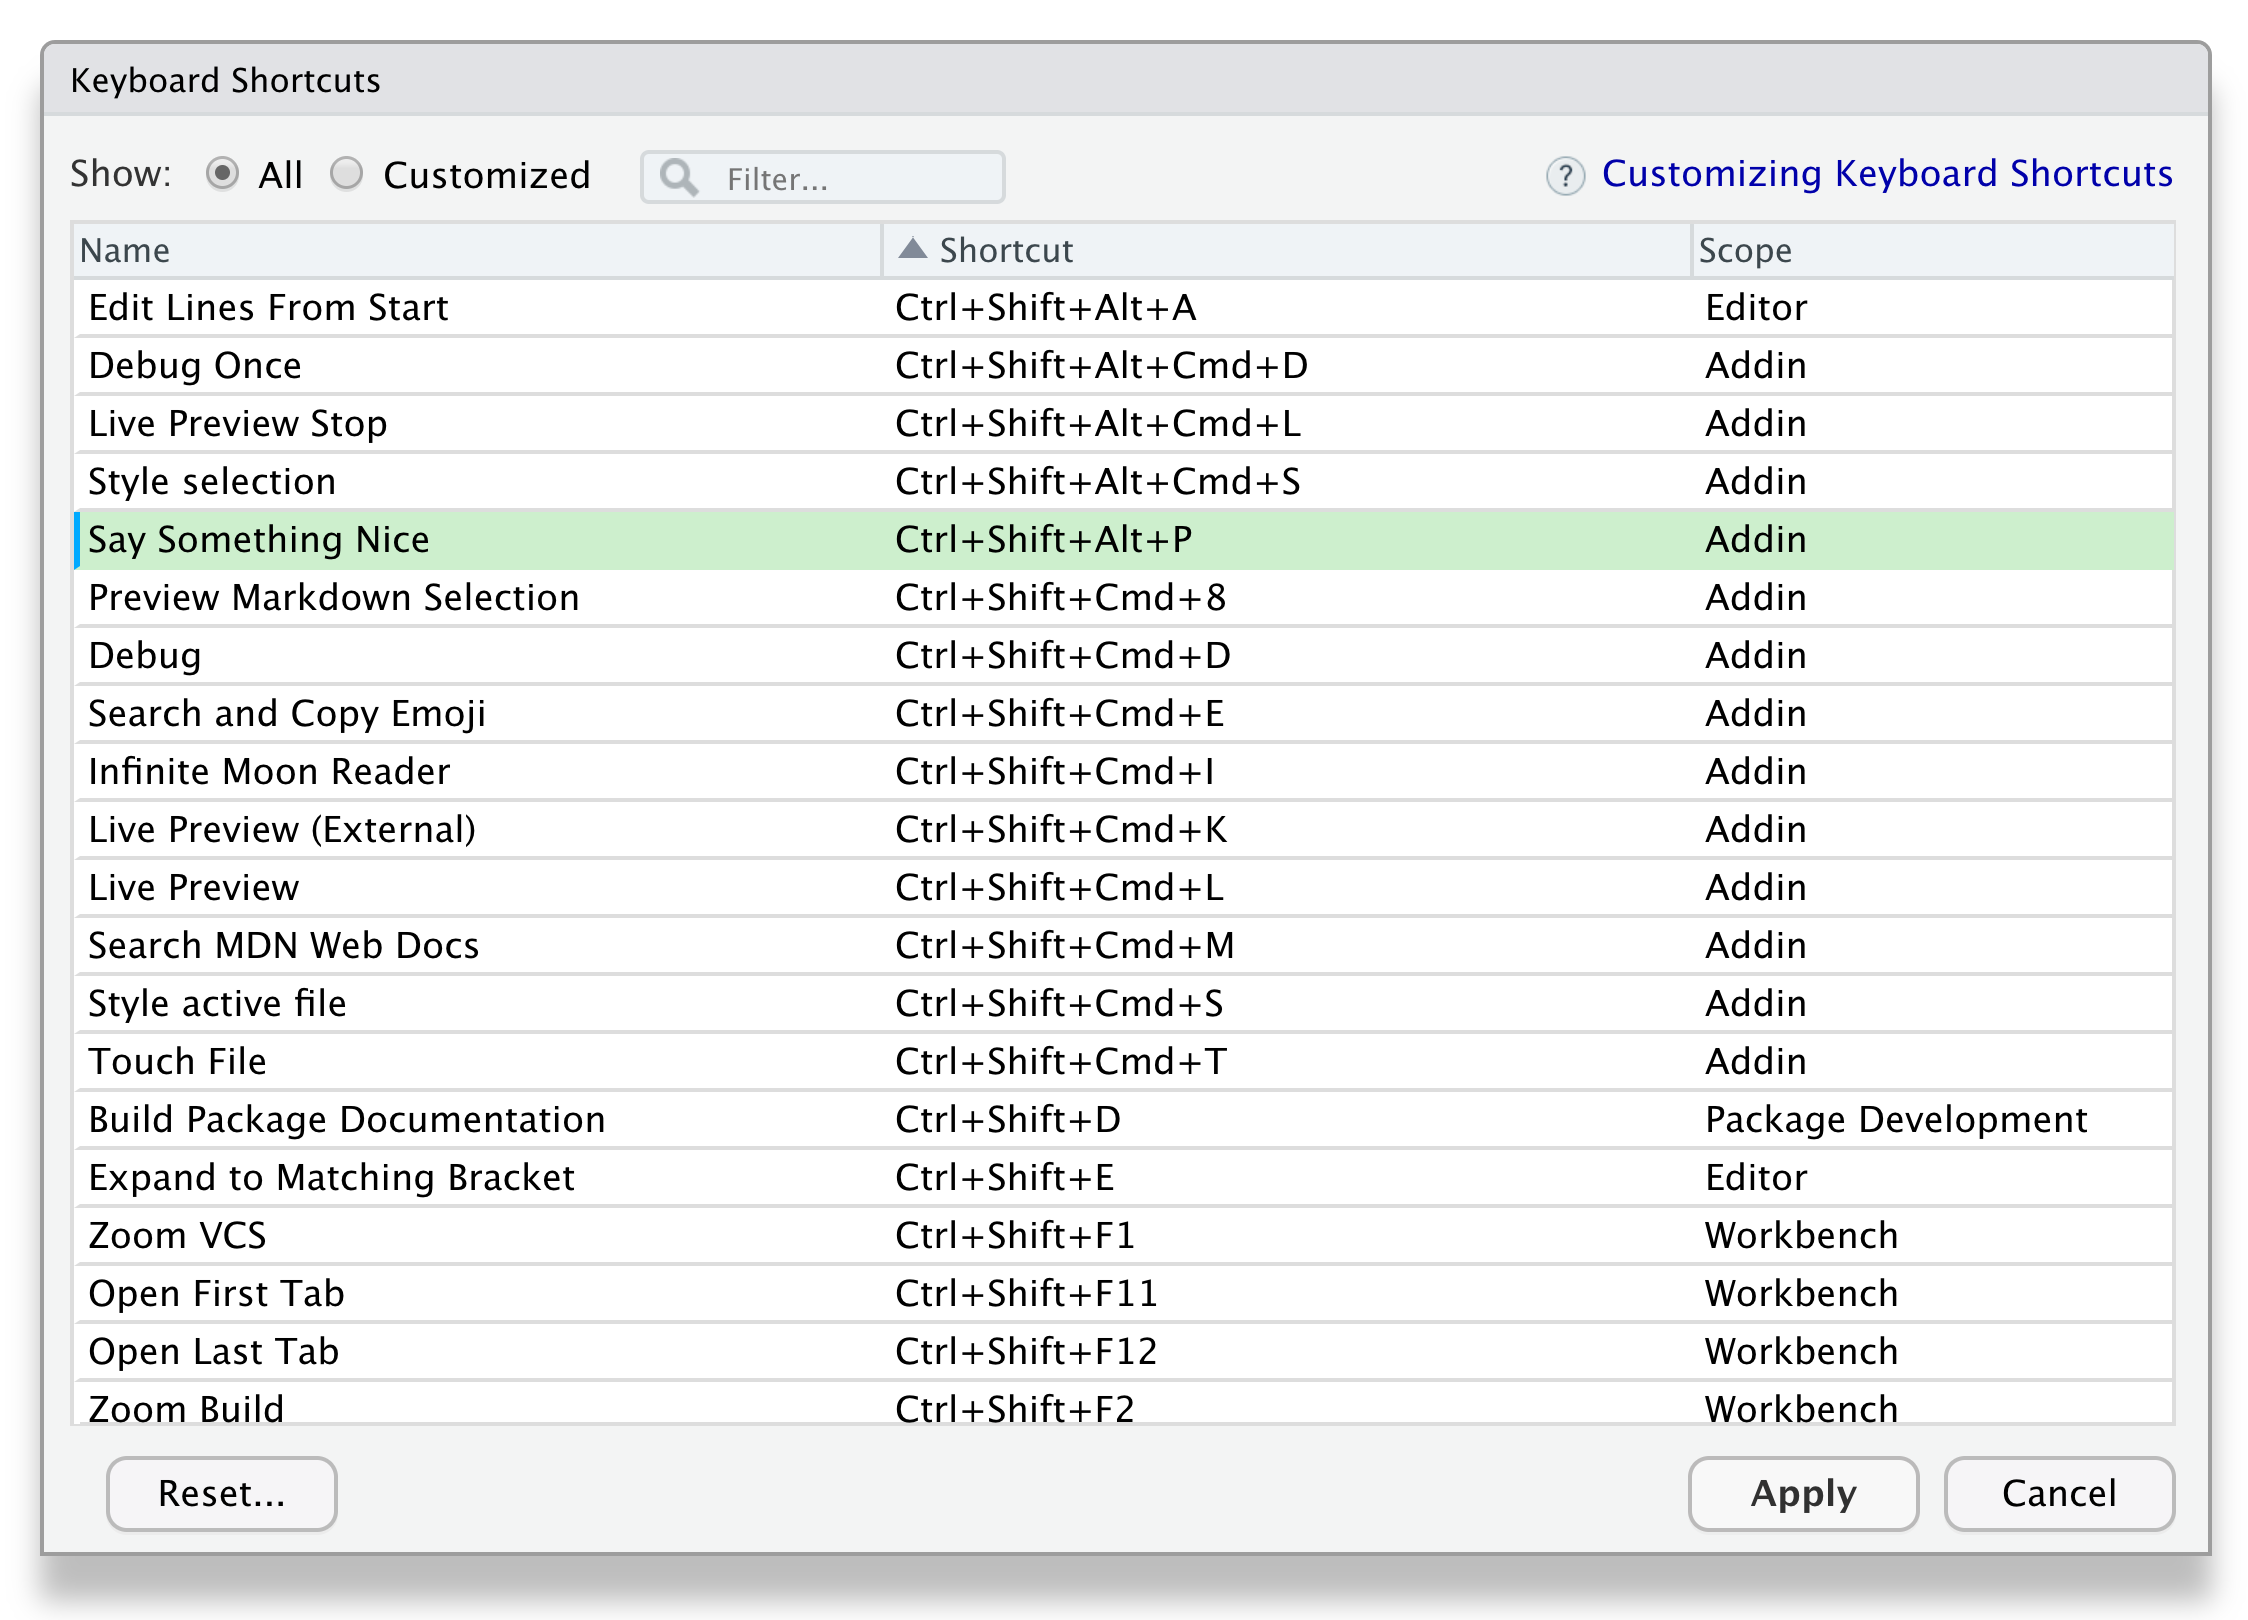 Keyboard Shortcuts
Show: All Customized Filter... ? Customizing Keyboard Shortcuts
Name Shortcut Scope
Edit Lines From Start Ctrl+Shift+Alt+A Editor
Debug Once Ctrl+Shift+Alt+Cmd+D Addin
Live Preview Stop Ctrl+Shift+Alt+Cmd+L Addin
Style selection Ctrl+Shift+Alt+Cmd+S Addin
Say Something Nice Ctrl+Shift+Alt+P Addin
Preview Markdown Selection Ctrl+Shift+Cmd+8 Addin
Debug Ctrl+Shift+Cmd+D Addin
Search and Copy Emoji Ctrl+Shift+Cmd+E Addin
Infinite Moon Reader Ctrl+Shift+Cmd+I Addin
Live Preview (External) Ctrl+Shift+Cmd+K Addin
Live Preview Ctrl+Shift+Cmd+L Addin
Search MDN Web Docs Ctrl+Shift+Cmd+M Addin
Style active file Ctrl+Shift+Cmd+S Addin
Touch File Ctrl+Shift+Cmd+T Addin
Build Package Documentation Ctrl+Shift+D Package Development
Expand to Matching Bracket Ctrl+Shift+E Editor
Zoom VCS Ctrl+Shift+F1 Workbench
Open First Tab Ctrl+Shift+F11 Workbench
Open Last Tab Ctrl+Shift+F12 Workbench
Zoom Build Ctrl+Shift+F2 Workbench
Reset... Apply Cancel